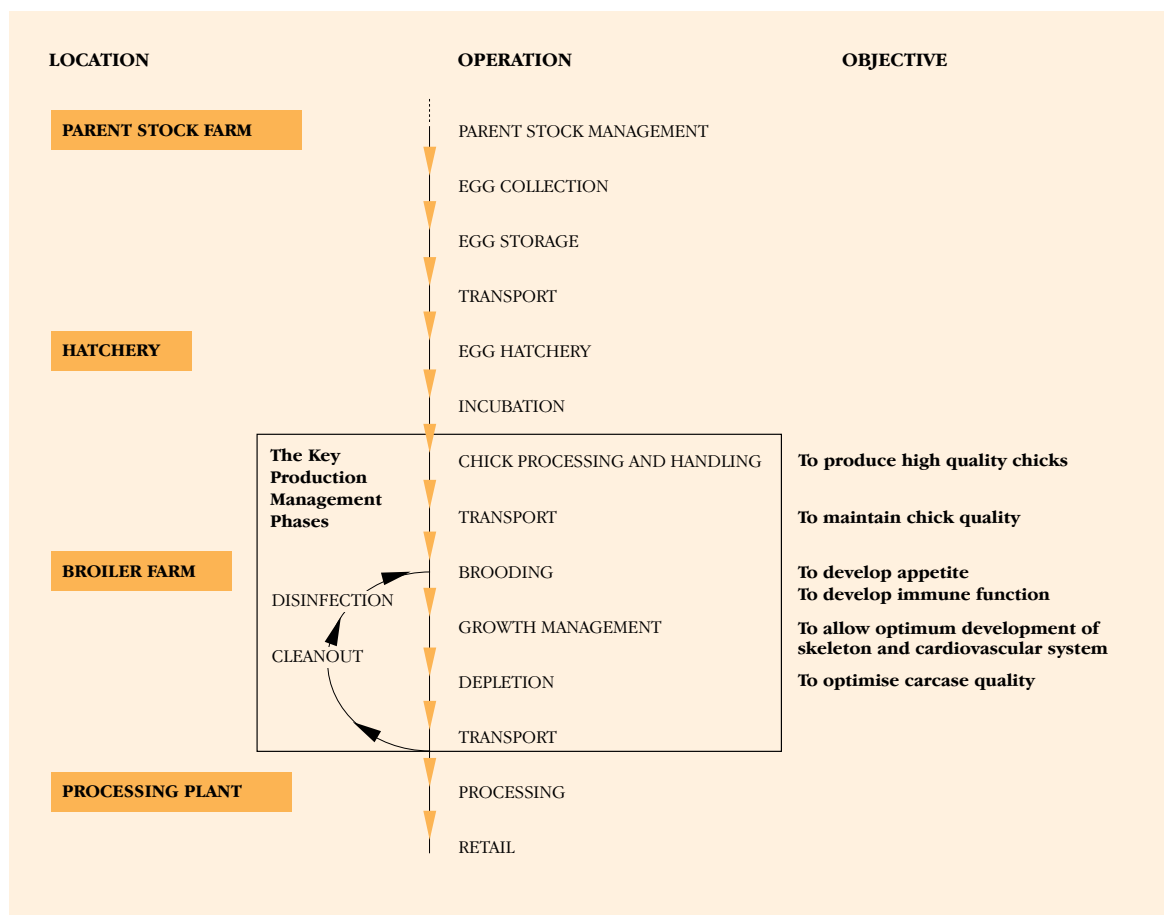 LOCATION OPERATION OBJECTIVE
PARENT STOCK FARM PARENT STOCK MANAGEMENT
EGG COLLECTION
EGG STORAGE
TRANSPORT
HATCHERY EGG HATCHERY
INCUBATION
The Key
Production
Management
Phases
CHICK PROCESSING AND HANDLING To produce high quality chicks
TRANSPORT To maintain chick quality
BROILER FARM BROODING To develop appetite
To develop immune function
DISINFECTION
GROWTH MANAGEMENT To allow optimum development of
skeleton and cardiovascular system
CLEANOUT
DEPLETION To optimise carcase quality
TRANSPORT
PROCESSING PLANT PROCESSING
RETAIL